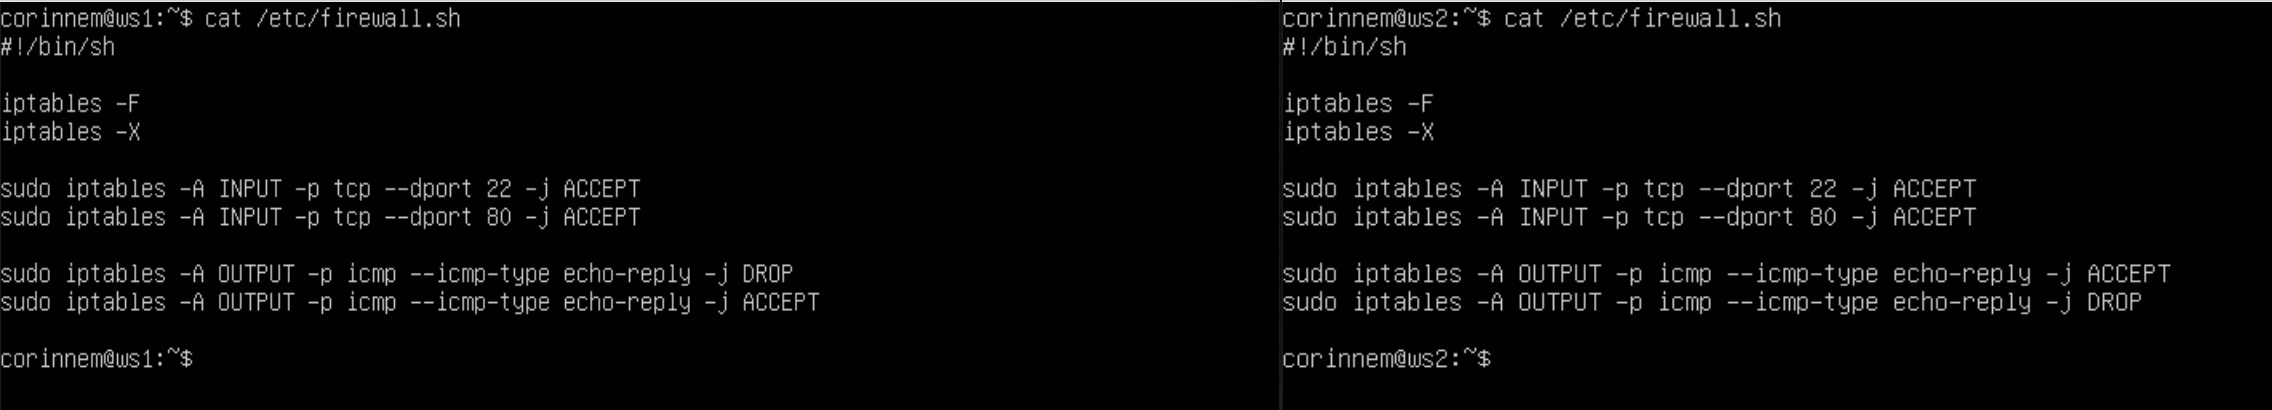 corinnem@ws1:~$ cat /etc/firewall.sh
#!/bin/sh
iptables -F
iptables -X
sudo iptables -A INPUT -p tcp --dport 22 -j ACCEPT
sudo iptables -A INPUT -p tcp --dport 80 -j ACCEPT
sudo iptables -A OUTPUT -p icmp --icmp-type echo-reply -j DROP
sudo iptables -A OUTPUT -p icmp --icmp-type echo-reply -j ACCEPT
corinnem@ws1:~$
corinnem@ws2:~$ cat /etc/firewall.sh
#!/bin/sh
iptables -F
iptables -X
sudo iptables -A INPUT -p tcp --dport 22 -j ACCEPT
sudo iptables -A INPUT -p tcp --dport 80 -j ACCEPT
sudo iptables -A OUTPUT -p icmp --icmp-type echo-reply -j ACCEPT
sudo iptables -A OUTPUT -p icmp --icmp-type echo-reply -j DROP
corinnem@ws2:~$